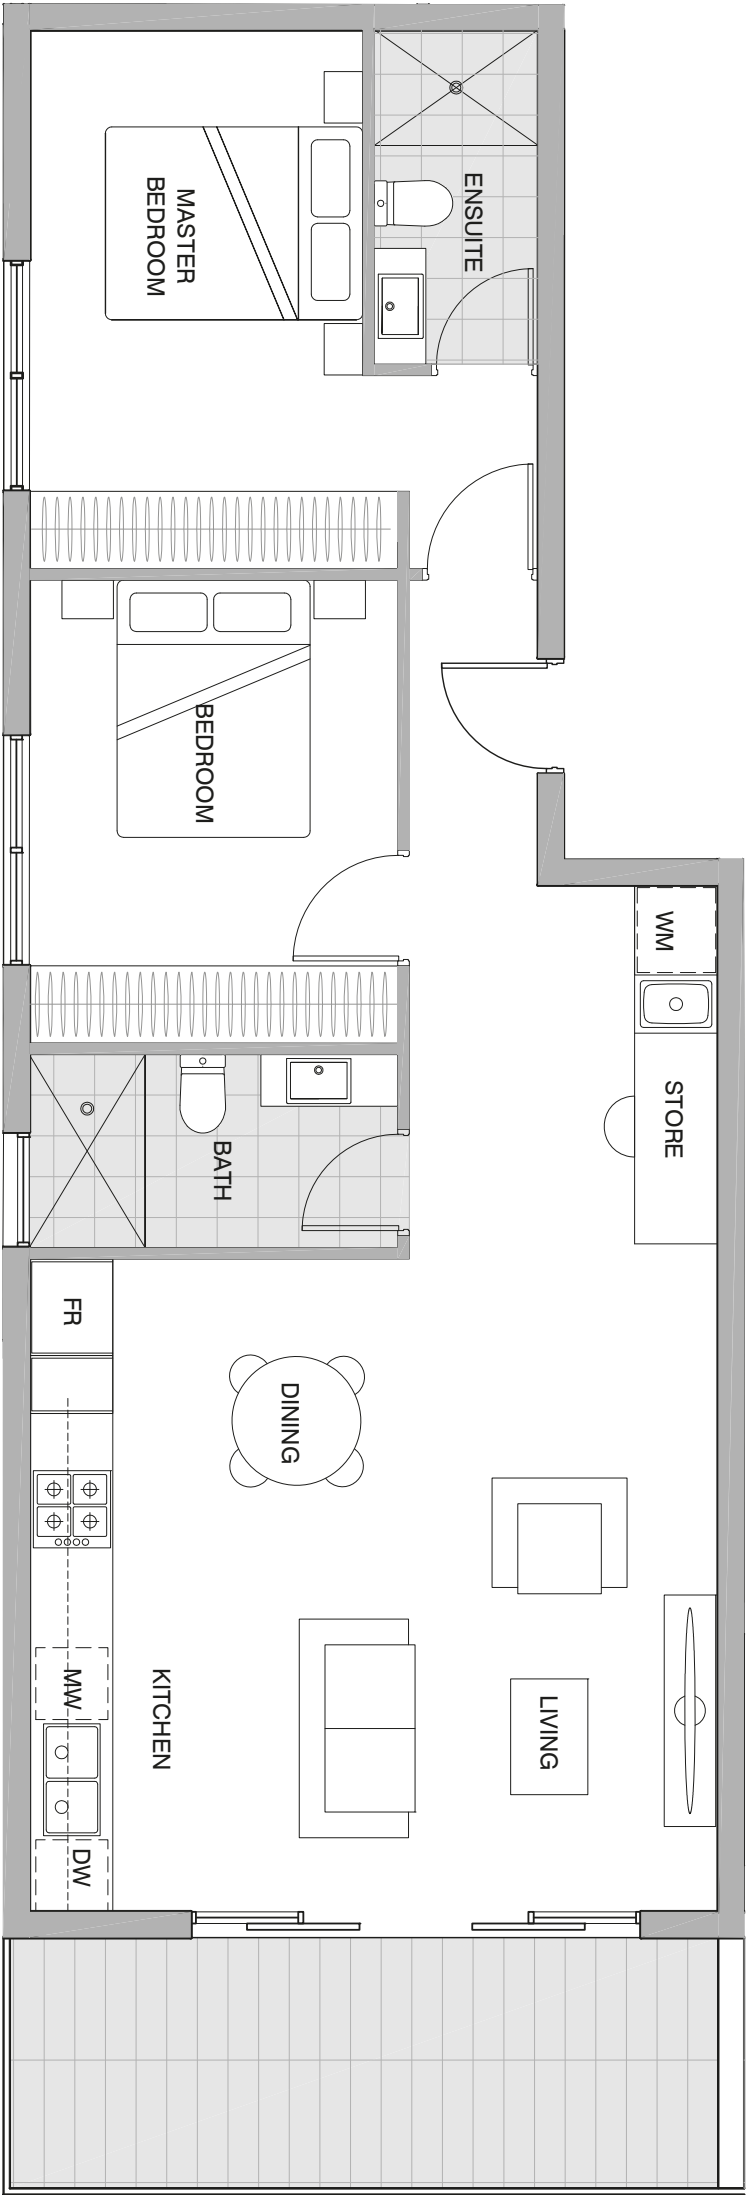 ENSUITE
MASTER
BEDROOM
BEDROOM
WM
STORE
BATH
FR
DINING
KITCHEN
MW
LIVING
DW